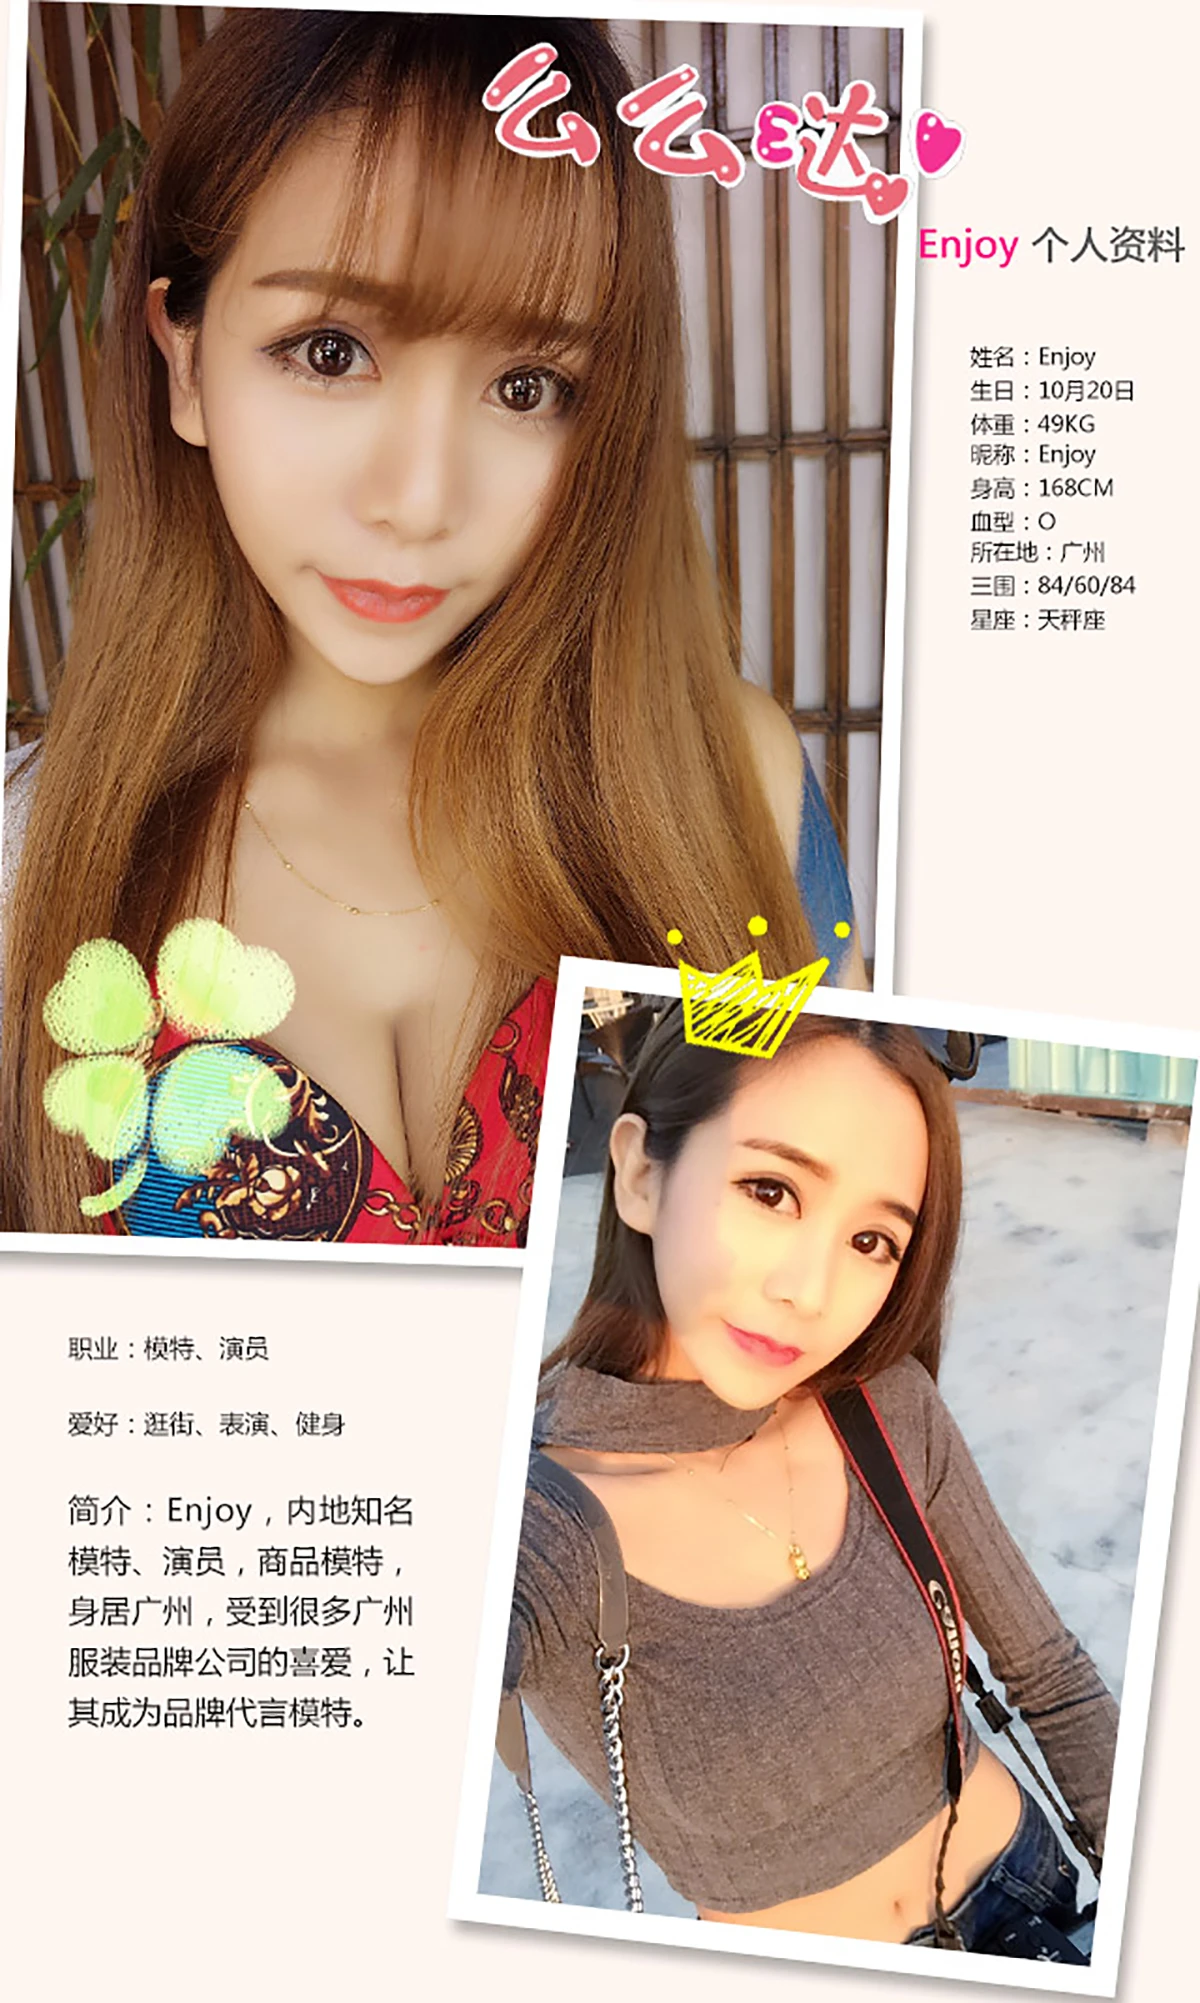 么么哒
Enjoy 个人资料
姓名：Enjoy
生日：10月20日
体重：49KG
昵称：Enjoy
身高：168CM
血型：O
所在地：广州
三围：84/60/84
星座：天秤座
职业：模特、演员
爱好：逛街、表演、健身
简介：Enjoy，内地知名
模特、演员，商品模特，
身居广州，受到很多广州
服装品牌公司的喜爱，让
其成为品牌代言模特。
Canon